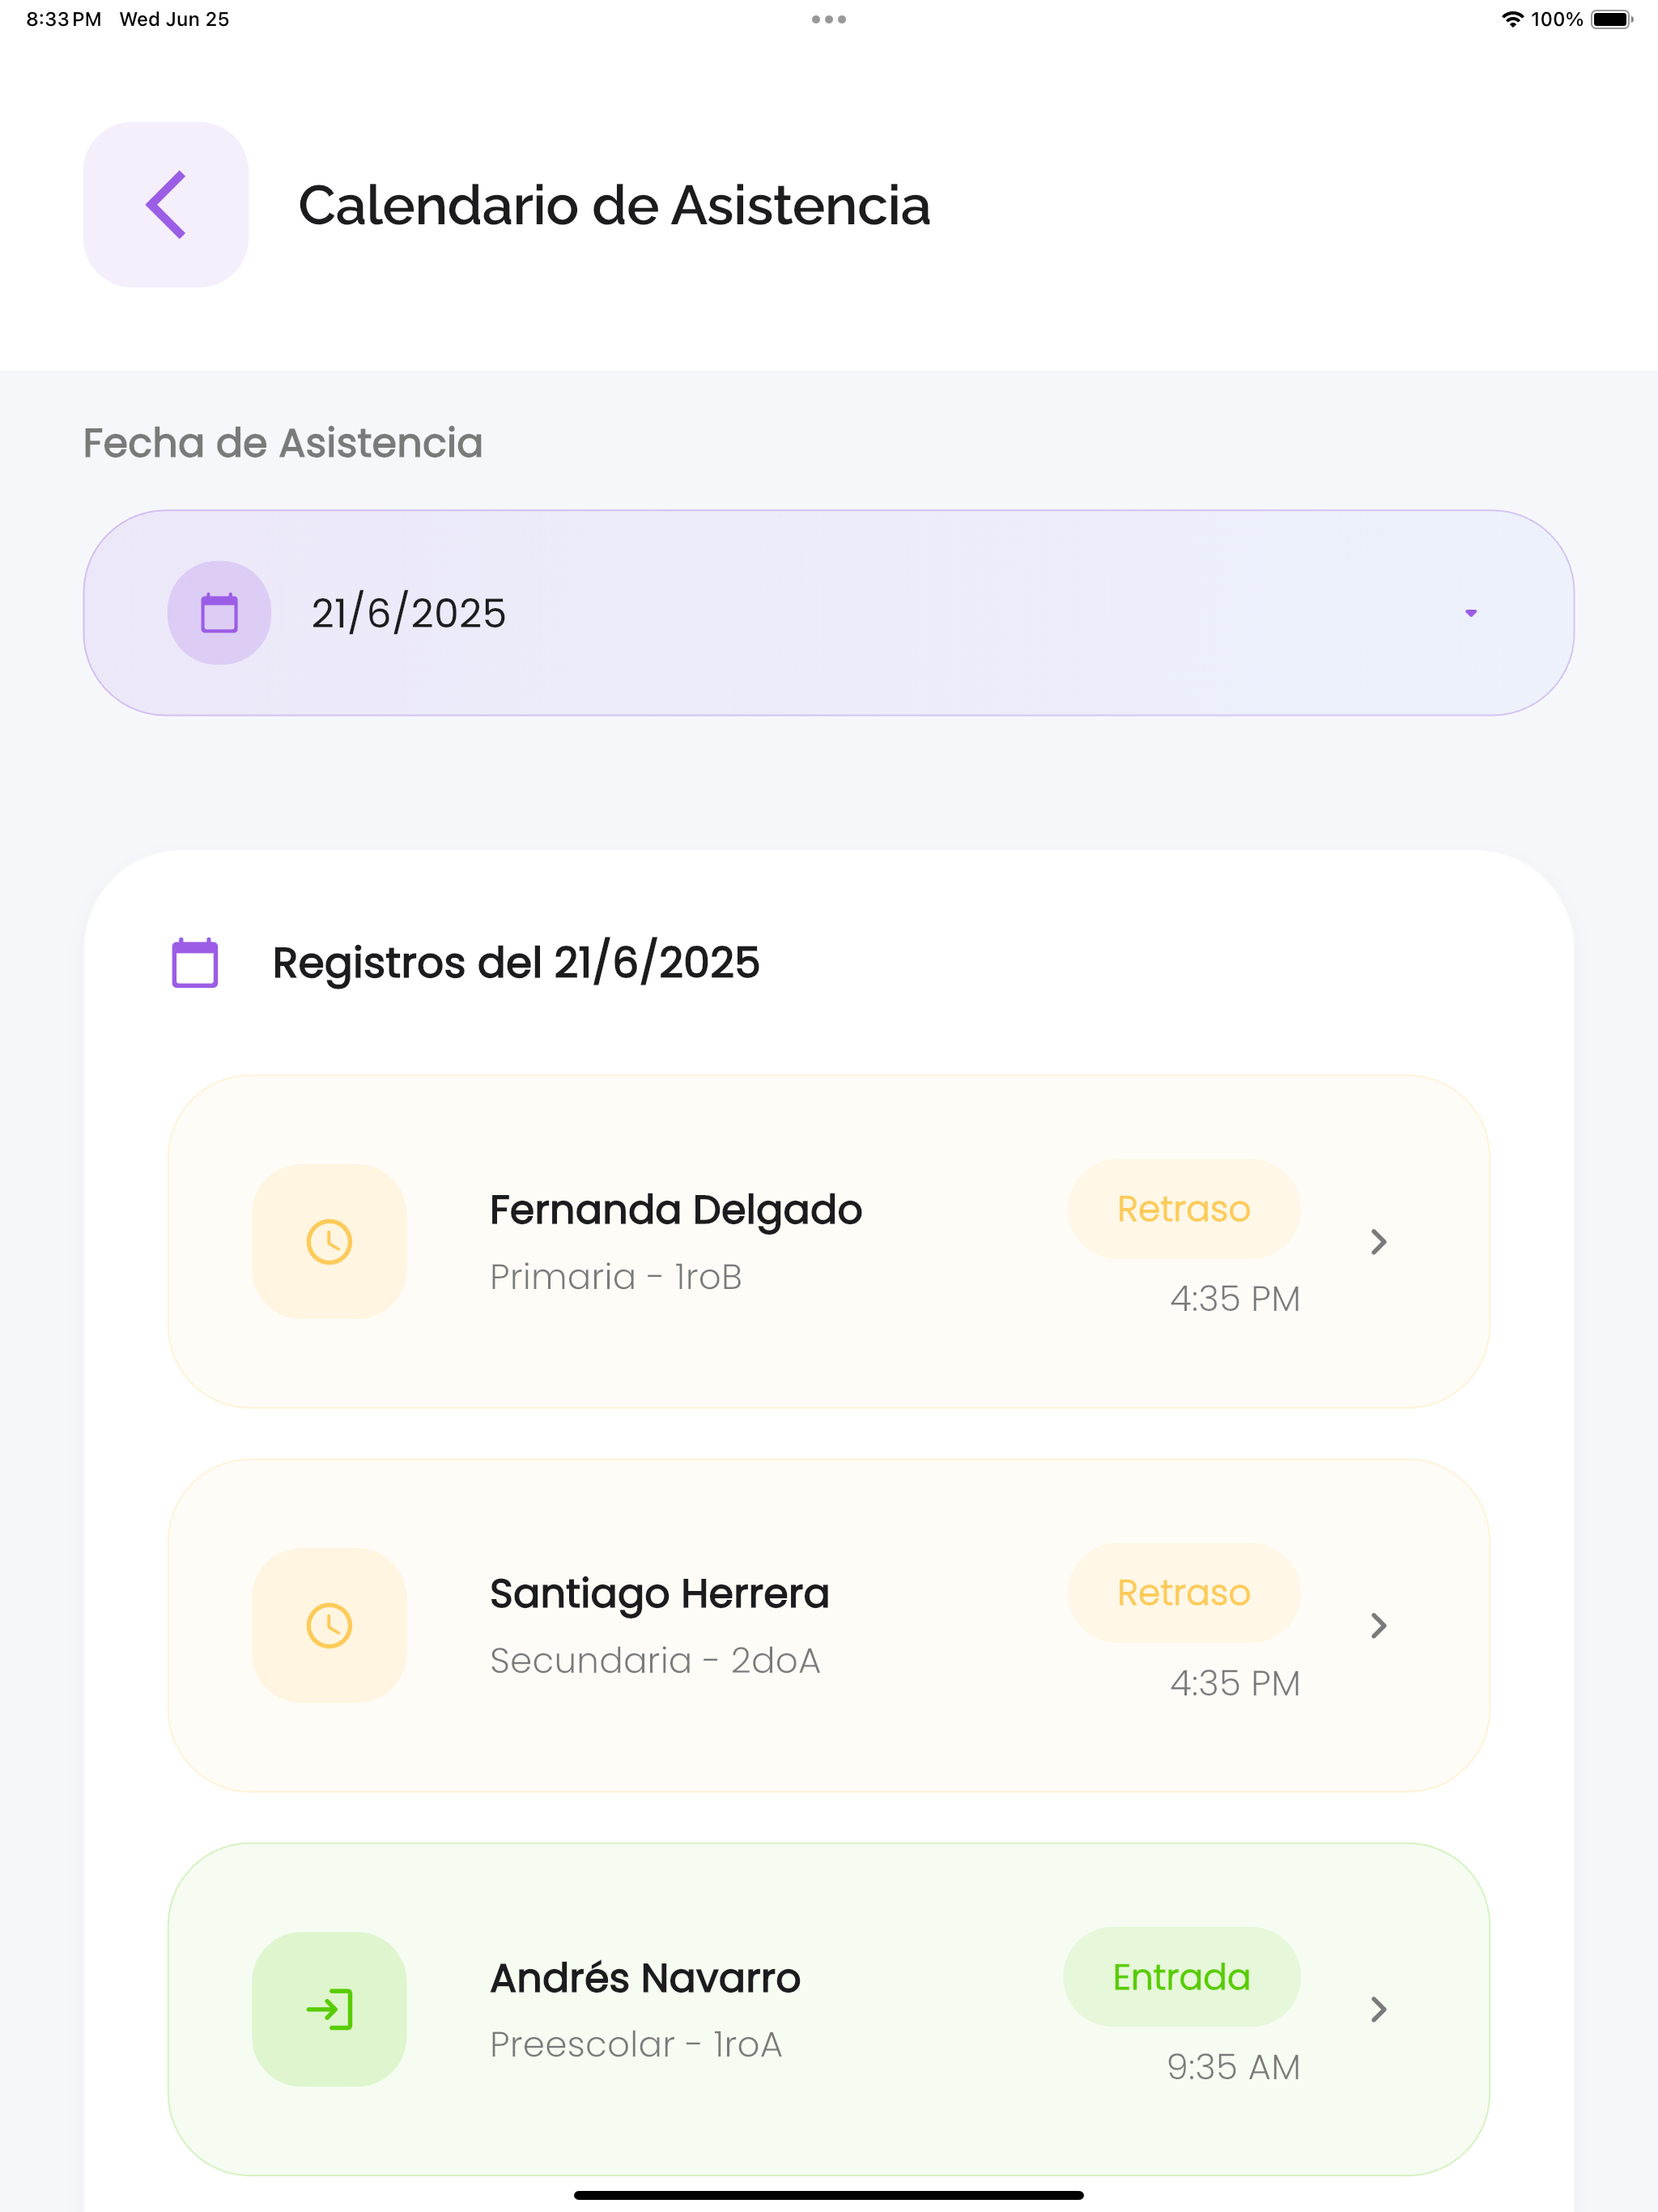 8:33 PM Wed Jun 25
100%
Calendario de Asistencia
Fecha de Asistencia
21/6/2025
Registros del 21/6/2025
Fernanda Delgado
Primaria - 1roB
Retraso
4:35 PM
Santiago Herrera
Secundaria - 2doA
Retraso
4:35 PM
Andrés Navarro
Preescolar - 1roA
Entrada
9:35 AM